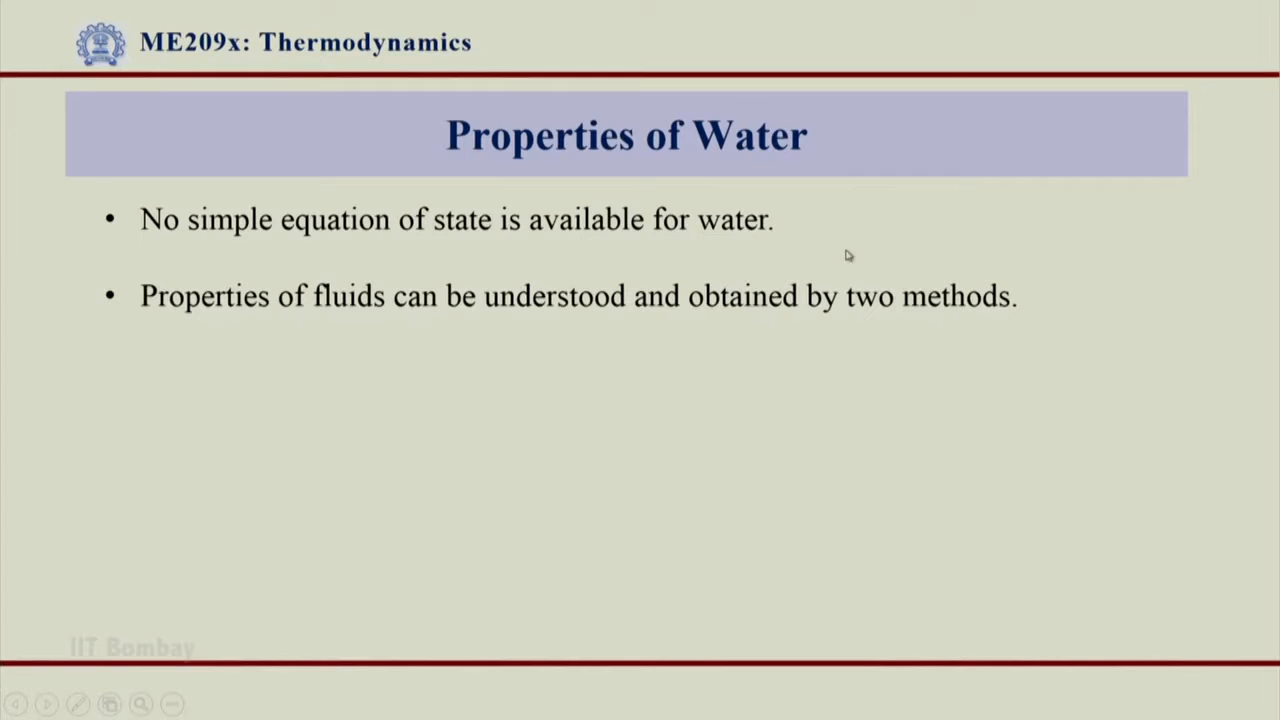 ME209x: Thermodynamics
Properties of Water
• No simple equation of state is available for water.
• Properties of fluids can be understood and obtained by two methods.
IIT Bombay